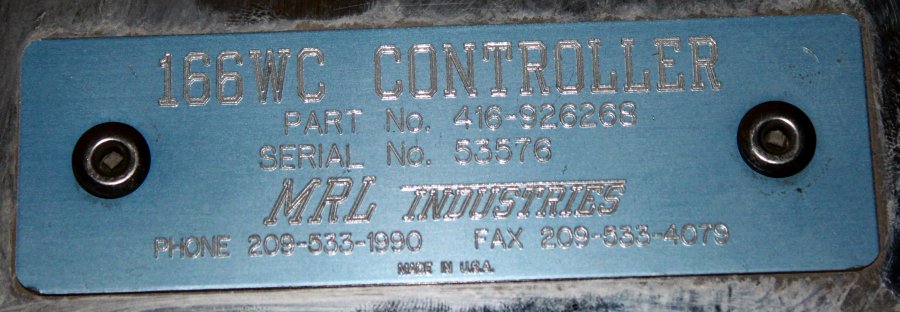 166WC CONTROLLER
PART No. 416-926268
SERIAL No. 53576
MRL INDUSTRIES
PHONE 209-533-1990 FAX 209-533-4079
MADE IN U.S.A.